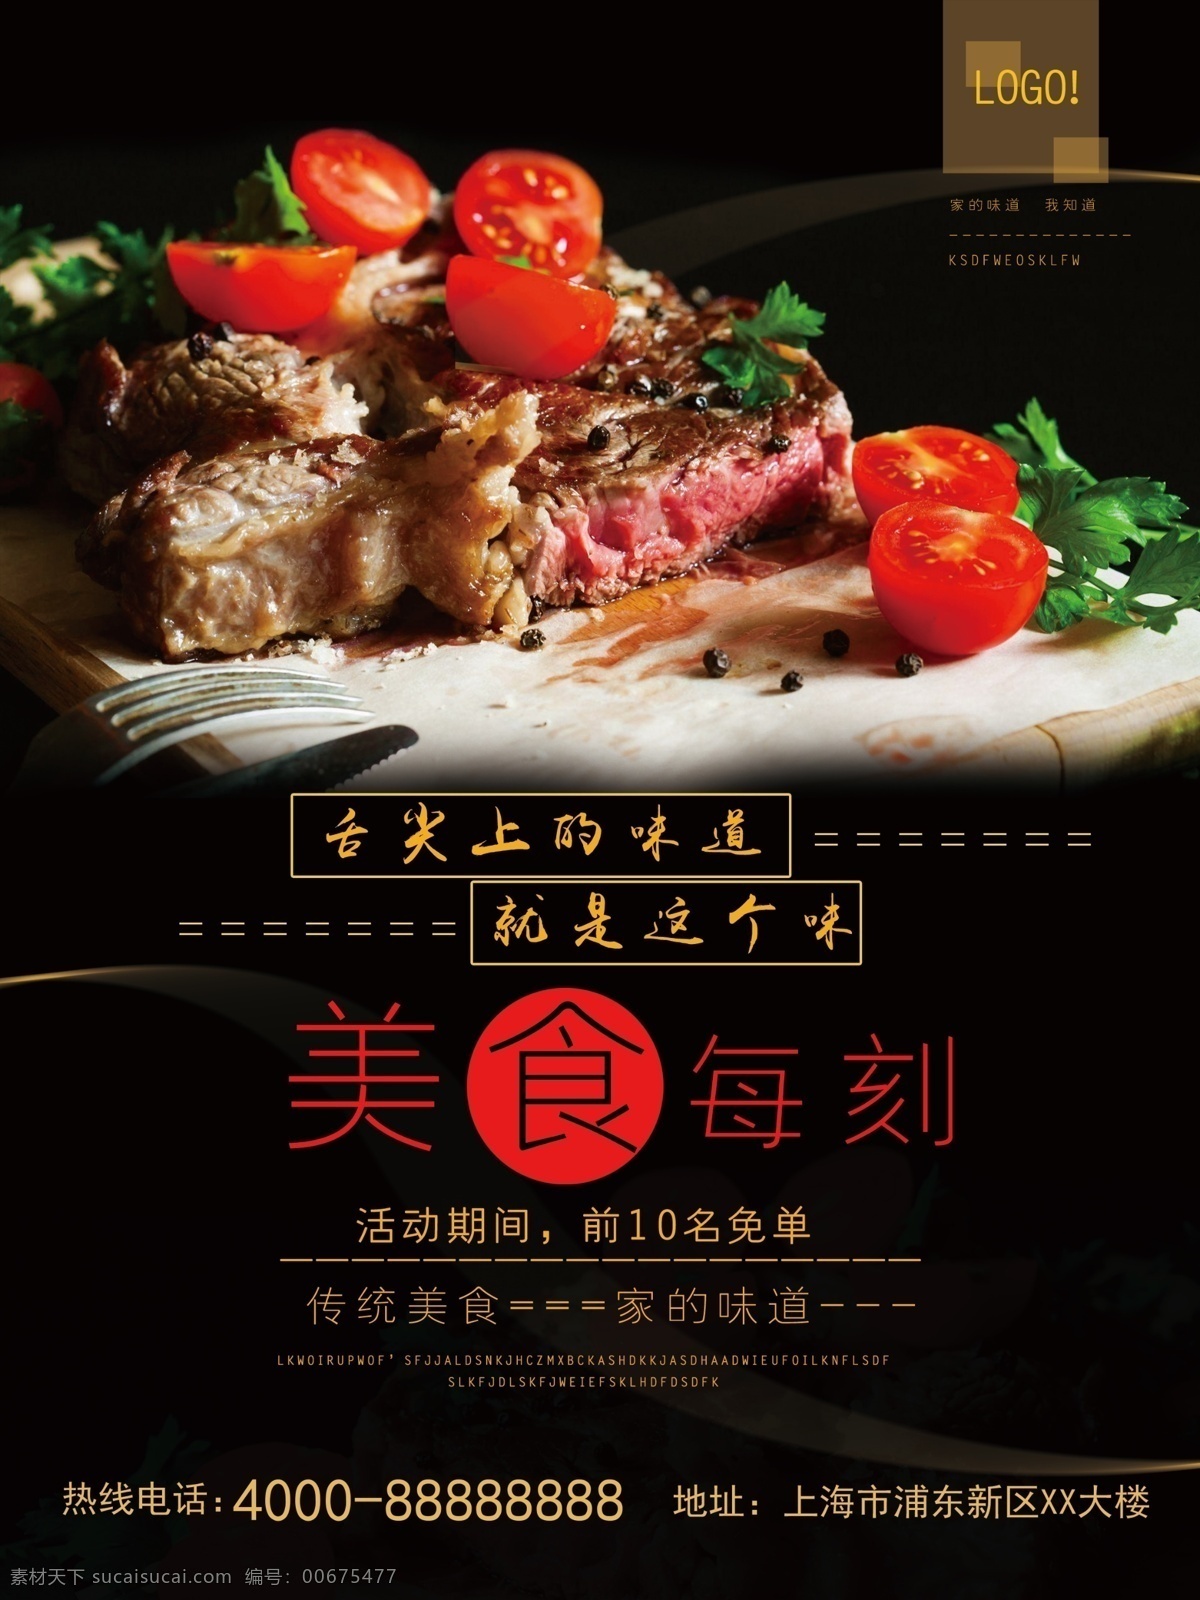 LOGO!
家的味道 我知道
--------------
KSDFWEOSKLFW
舌尖上的味道
=======
=======
就是这个味
美食每刻
活动期间，前10名免单
——————————————————
传统美食===家的味道---
LKWOIRUPWOF’SFJJALDSNKJHCZMXBCKASHDKKJASDHAADWIEUFOILKNFLSDF
SLKFJDLSKFJWEIEFSKLHDFDSDFK
热线电话：4000-88888888
地址：上海市浦东新区XX大楼
素材天下 sucaisucai.com 编号：00675477